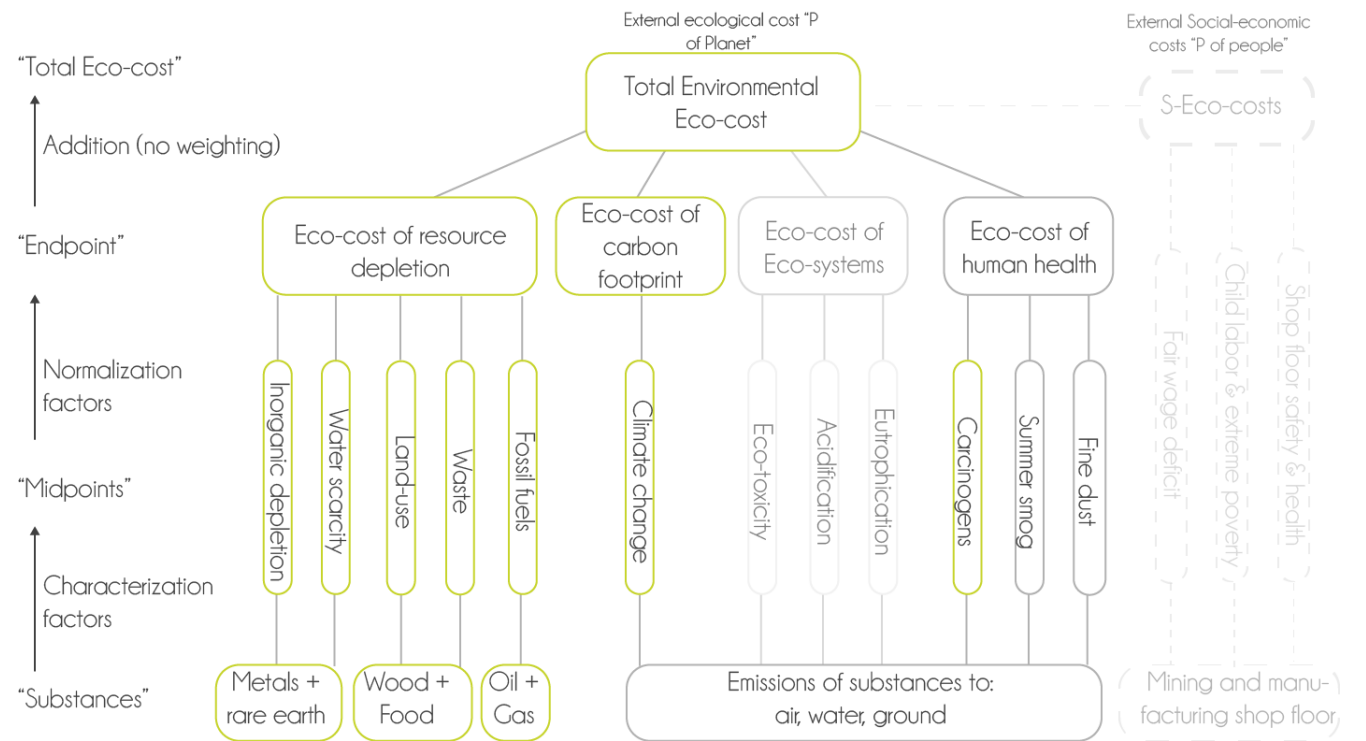 External ecological cost “P
of Planet”
External Social-economic
costs “P of people”
“Total Eco-cost”
Total Environmental
Eco-cost
S-Eco-costs
Addition (no weighting)
“Endpoint”
Eco-cost of resource
depletion
Eco-cost of
carbon
footprint
Eco-cost of
Eco-systems
Eco-cost of
human health
Normalization
factors
Inorganic depletion
Water scarcity
Land-use
Waste
Fossil fuels
Climate change
Eco-toxicity
Acidification
Eutrophication
Carcinogens
Summer smog
Fine dust
Fair wage deficit
Child labor & extreme poverty
Shop floor safety & health
“Midpoints”
Characterization
factors
“Substances”
Metals +
rare earth
Wood +
Food
Oil +
Gas
Emissions of substances to:
air, water, ground
Mining and manu-
facturing shop floor